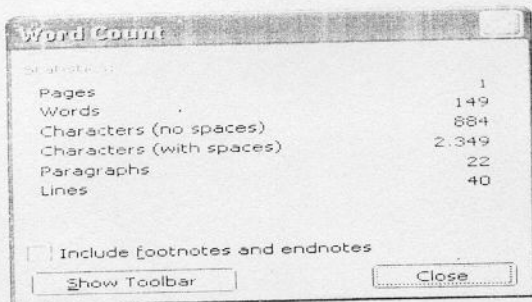 Word Count
Statistics:
Pages 1
Words 149
Characters (no spaces) 884
Characters (with spaces) 2.349
Paragraphs 22
Lines 40
Include footnotes and endnotes
Show Toolbar Close